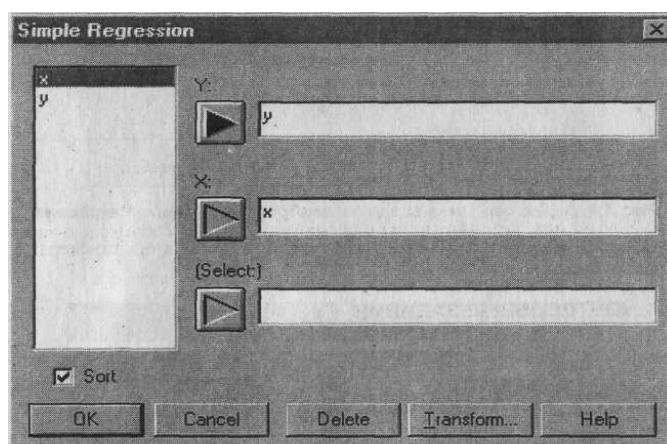 Simple Regression
x
y
Y:
y
X:
x
(Select:)
Sort
OK
Cancel
Delete
Transform...
Help